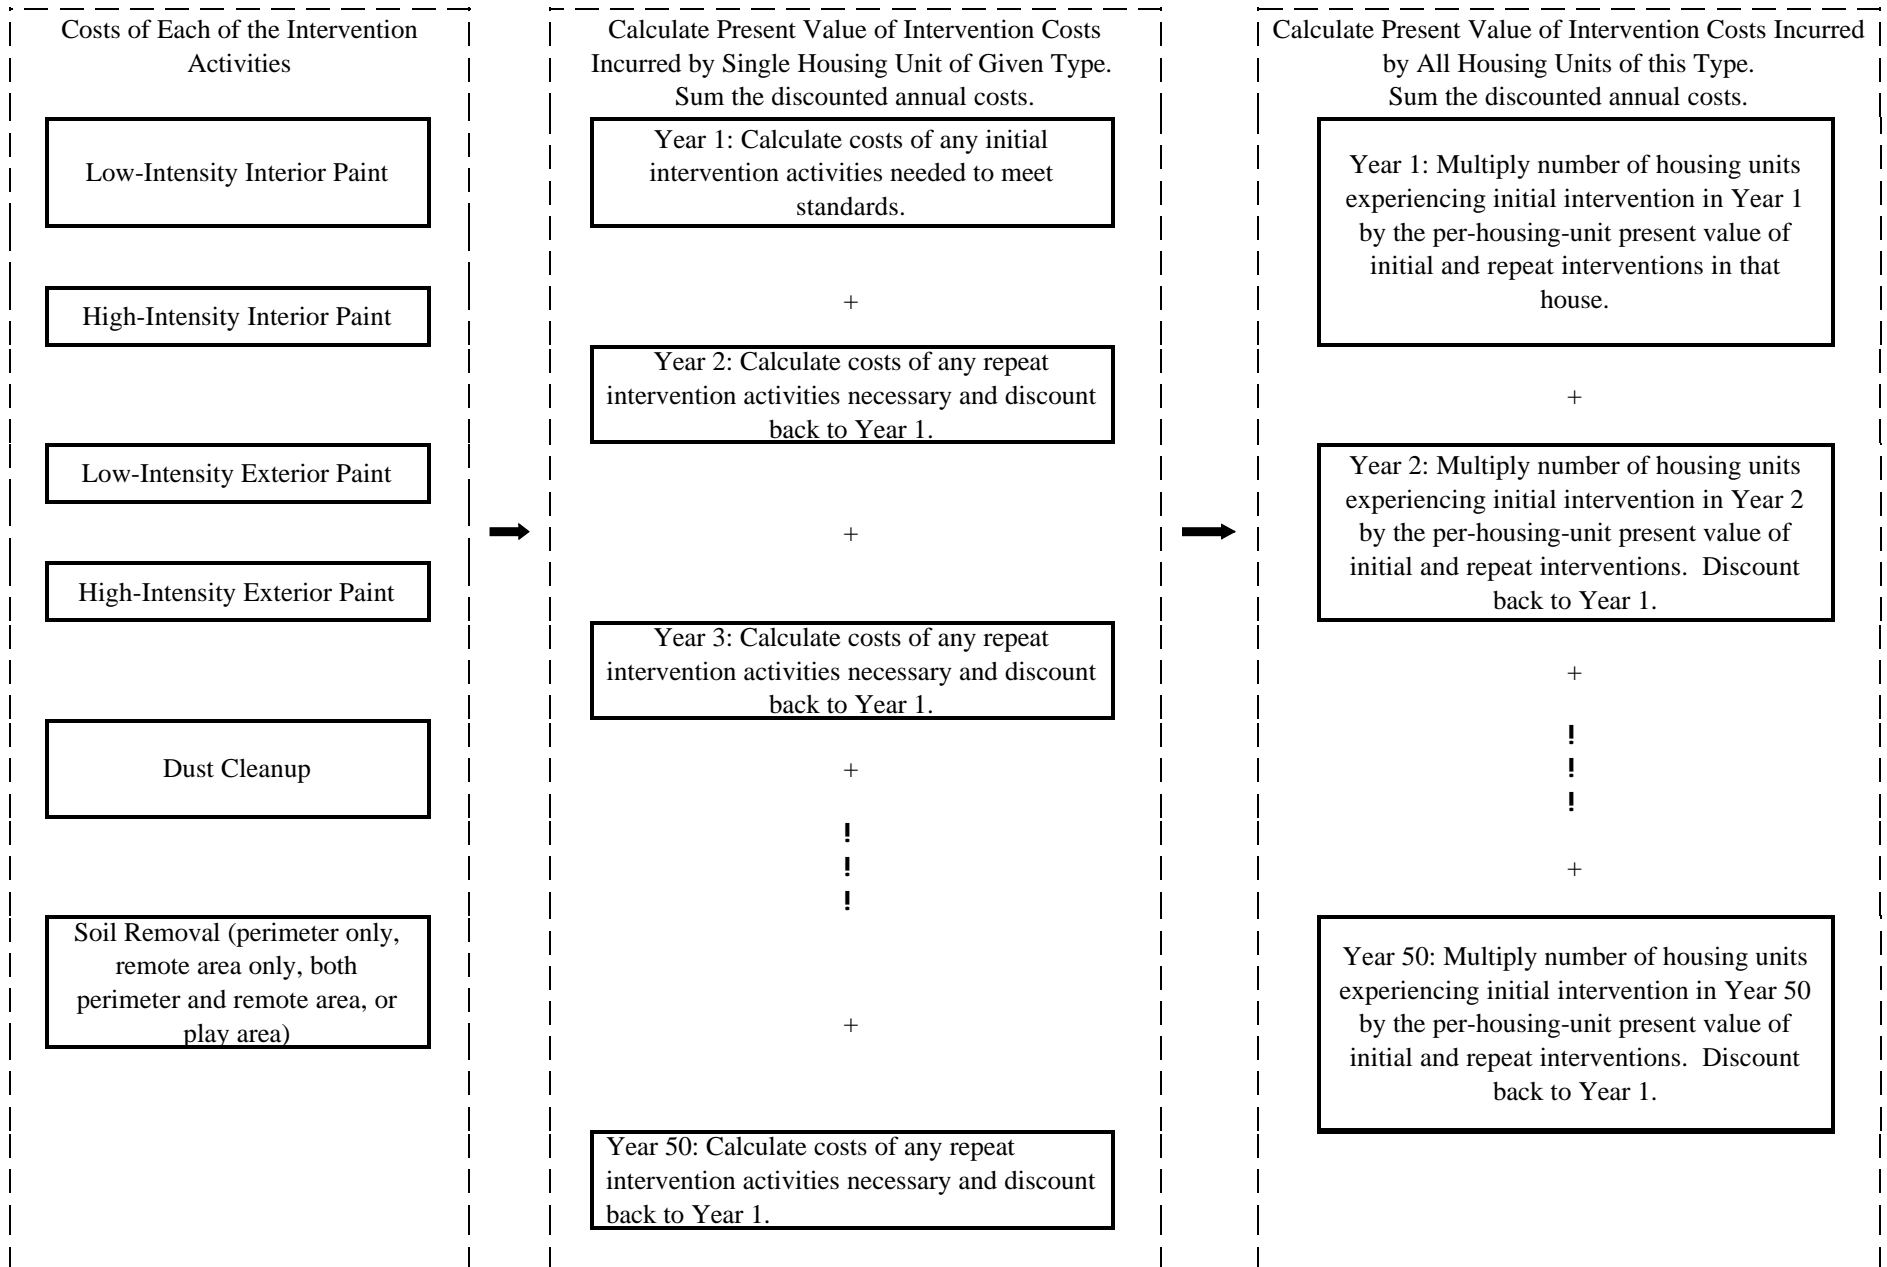 Costs of Each of the Intervention
Activities
Low-Intensity Interior Paint
High-Intensity Interior Paint
Low-Intensity Exterior Paint
High-Intensity Exterior Paint
Dust Cleanup
Soil Removal (perimeter only,
remote area only, both
perimeter and remote area, or
play area)
Calculate Present Value of Intervention Costs
Incurred by Single Housing Unit of Given Type.
Sum the discounted annual costs.
Year 1: Calculate costs of any initial
intervention activities needed to meet
standards.
+
Year 2: Calculate costs of any repeat
intervention activities necessary and discount
back to Year 1.
+
Year 3: Calculate costs of any repeat
intervention activities necessary and discount
back to Year 1.
+
!
!
!
+
Year 50: Calculate costs of any repeat
intervention activities necessary and discount
back to Year 1.
Calculate Present Value of Intervention Costs Incurred
by All Housing Units of this Type.
Sum the discounted annual costs.
Year 1: Multiply number of housing units
experiencing initial intervention in Year 1
by the per-housing-unit present value of
initial and repeat interventions in that
house.
+
Year 2: Multiply number of housing units
experiencing initial intervention in Year 2
by the per-housing-unit present value of
initial and repeat interventions.  Discount
back to Year 1.
+
!
!
!
+
Year 50: Multiply number of housing units
experiencing initial intervention in Year 50
by the per-housing-unit present value of
initial and repeat interventions.  Discount
back to Year 1.